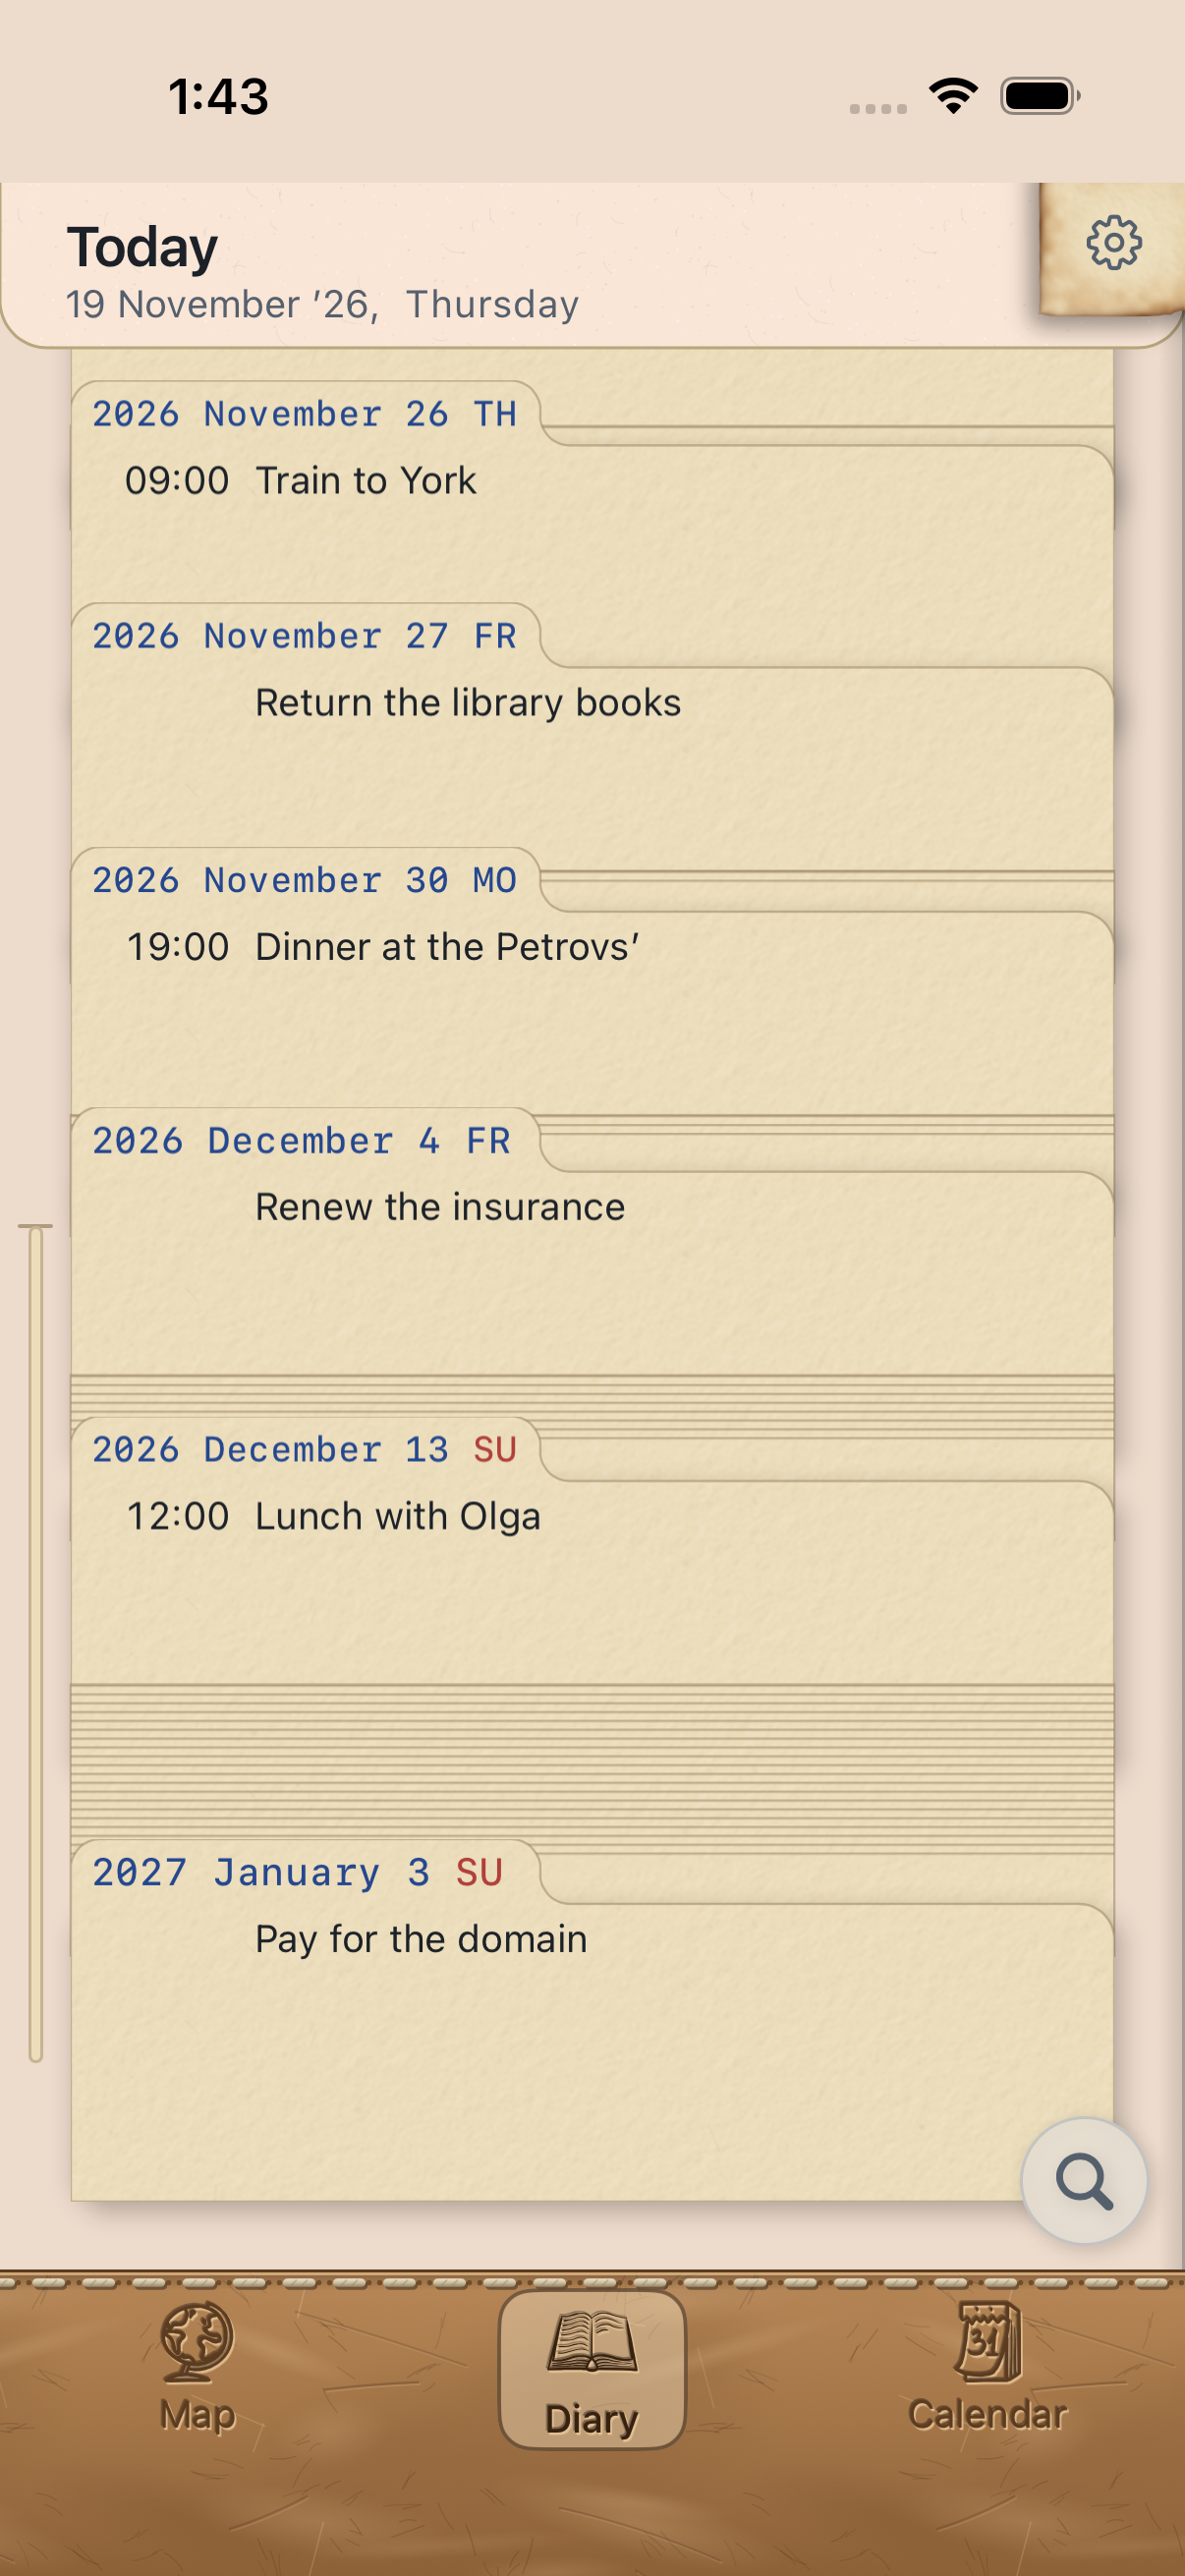 1:43
Today
19 November ’26, Thursday
2026 November 26 TH
09:00 Train to York
2026 November 27 FR
Return the library books
2026 November 30 MO
19:00 Dinner at the Petrovs’
2026 December 4 FR
Renew the insurance
2026 December 13 SU
12:00 Lunch with Olga
2027 January 3 SU
Pay for the domain
31
Map Diary Calendar